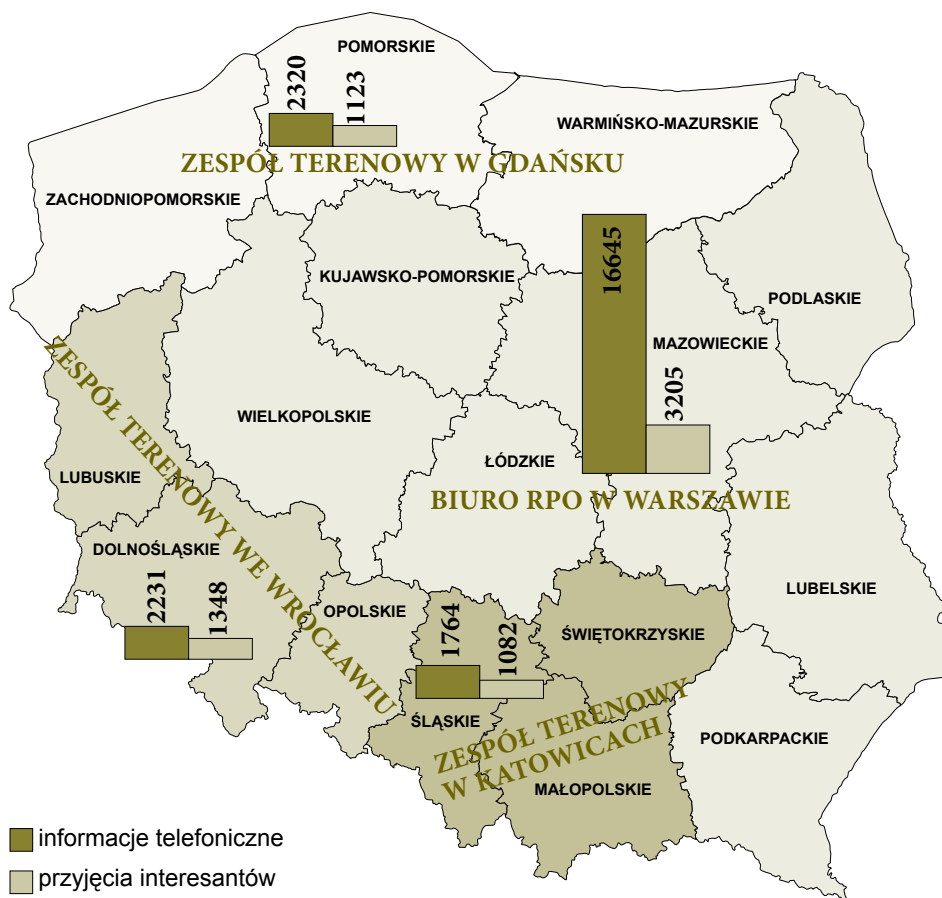 POMORSKIE
2320
1123
WARMIŃSKO-MAZURSKIE
ZESPÓŁ TERENOWY W GDAŃSKU
ZACHODNIOPOMORSKIE
KUJAWSKO-POMORSKIE
16645
PODLASKIE
MAZOWIECKIE
3205
ZESPÓŁ TERENOWY WE WROCŁAWIU
WIELKOPOLSKIE
ŁÓDZKIE
LUBUSKIE
BIURO RPO W WARSZAWIE
DOLNOŚLĄSKIE
2231
1348
OPOLSKIE
LUBELSKIE
1764
1082
ŚWIĘTOKRZYSKIE
ŚLĄSKIE
ZESPÓŁ TERENOWY
W KATOWICACH
PODKARPACKIE
MAŁOPOLSKIE
informacje telefoniczne
przyjęcia interesantów